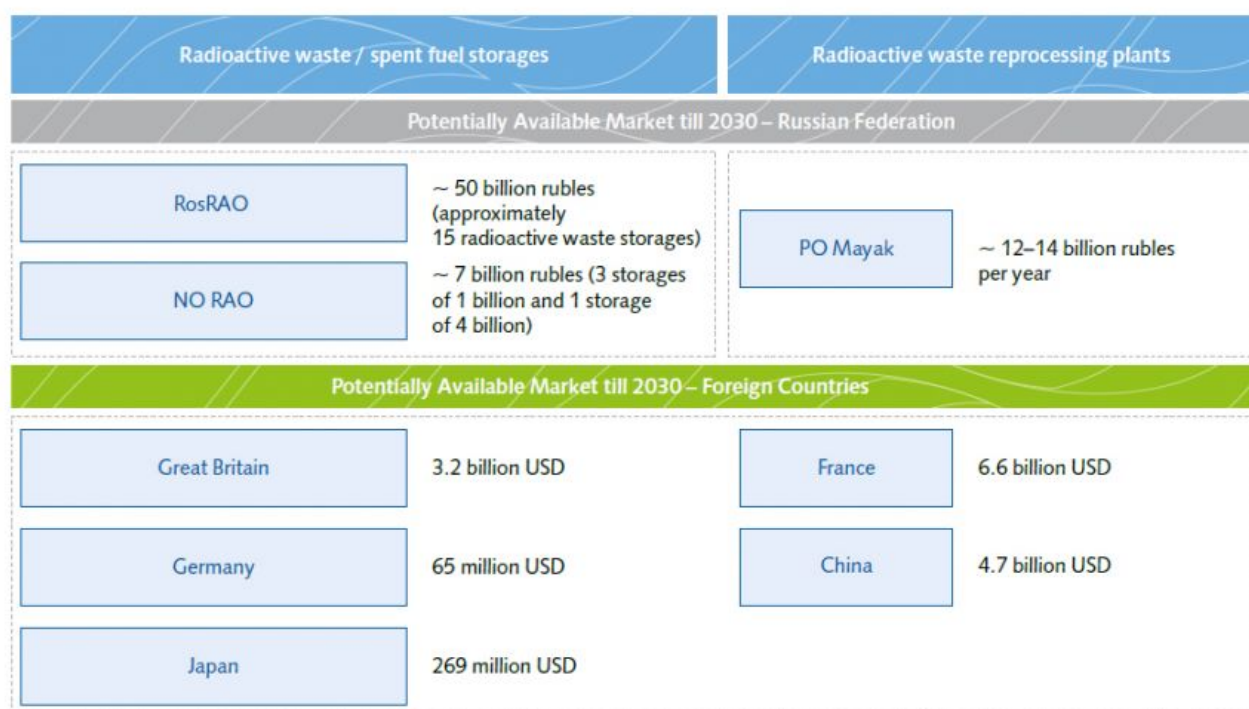 Radioactive waste / spent fuel storages
Radioactive waste reprocessing plants
Potentially Available Market till 2030 – Russian Federation
RosRAO
~ 50 billion rubles
(approximately
15 radioactive waste storages)
NO RAO
~ 7 billion rubles (3 storages
of 1 billion and 1 storage
of 4 billion)
PO Mayak
~ 12–14 billion rubles
per year
Potentially Available Market till 2030 – Foreign Countries
Great Britain
3.2 billion USD
France
6.6 billion USD
Germany
65 million USD
China
4.7 billion USD
Japan
269 million USD